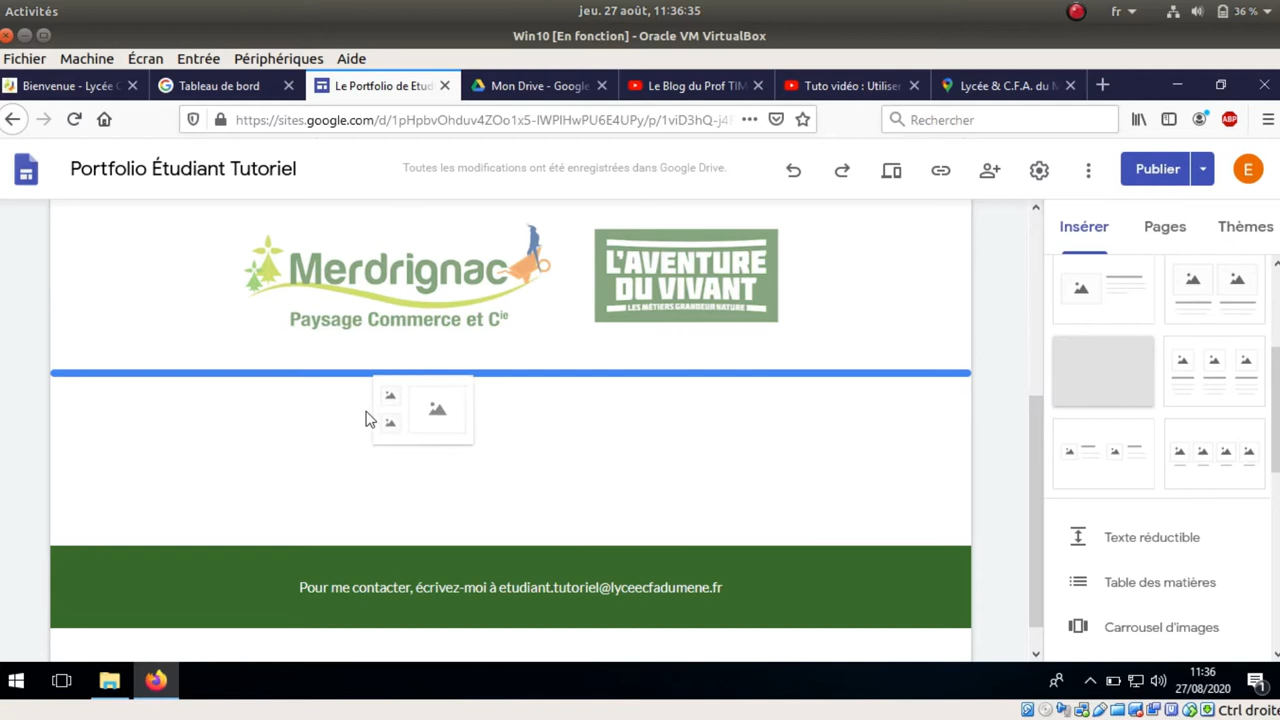 Activités
jeu. 27 août, 11:36:35
fr
36 %
Win10 [En fonction] - Oracle VM VirtualBox
Fichier Machine Écran Entrée Périphériques Aide
Bienvenue - Lycée C
Tableau de bord
Le Portfolio de Etudi
Mon Drive - Google
Le Blog du Prof TIM
Tuto vidéo : Utiliser
Lycée & C.F.A. du M
https://sites.google.com/d/1pHpbvOhduv4ZOo1x5-IWPIHwPU6E4UPy/p/1viD3hQ-j4F
Rechercher
ABP
Portfolio Étudiant Tutoriel
Toutes les modifications ont été enregistrées dans Google Drive.
Publier
E
Insérer Pages Thèmes
Merdrignac
Paysage Commerce et Cie
L'AVENTURE
DU VIVANT
LES MÉTIERS GRANDEUR NATURE
Texte réductible
Table des matières
Carrousel d'images
Pour me contacter, écrivez-moi à etudiant.tutoriel@lyceecfadumene.fr
11:36
27/08/2020
1
Ctrl droite